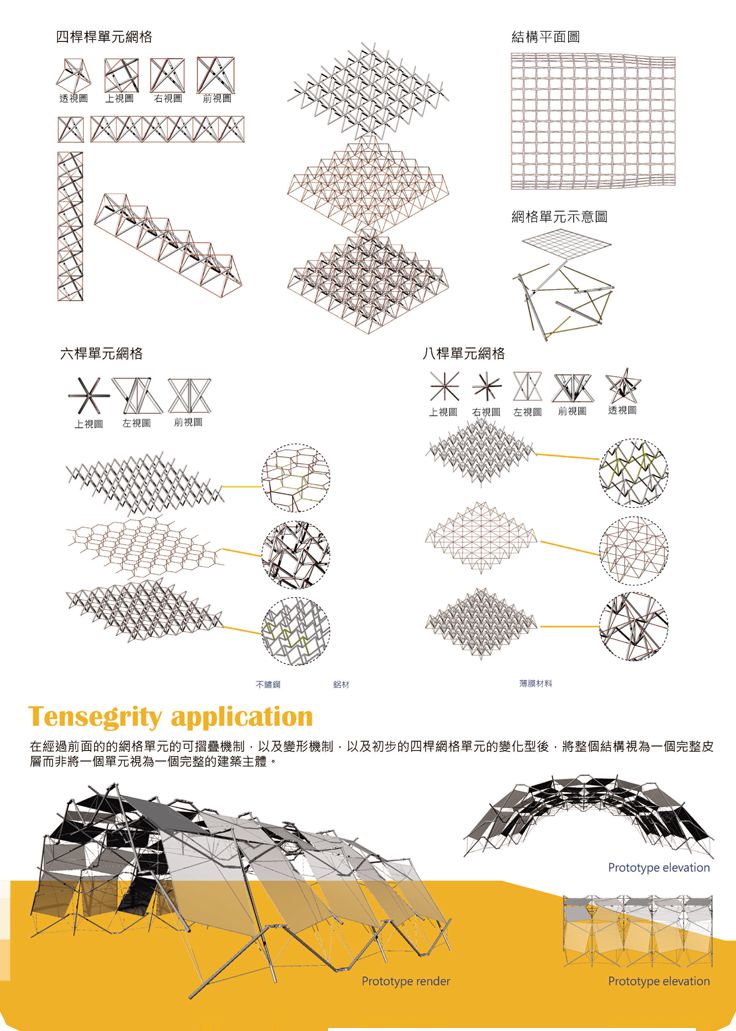 四桿桿單元網格
結構平面圖
透視圖
上視圖
右視圖
前視圖
網格單元示意圖
六桿單元網格
八桿單元網格
上視圖
左視圖
前視圖
上視圖
右視圖
左視圖
前視圖
透視圖
不鏽鋼
鋁材
薄膜材料
Tensegrity application
在經過前面的的網格單元的可摺疊機制，以及變形機制，以及初步的四桿網格單元的變化型後，將整個結構視為一個完整皮
層而非將一個單元視為一個完整的建築主體。
Prototype elevation
Prototype render
Prototype elevation